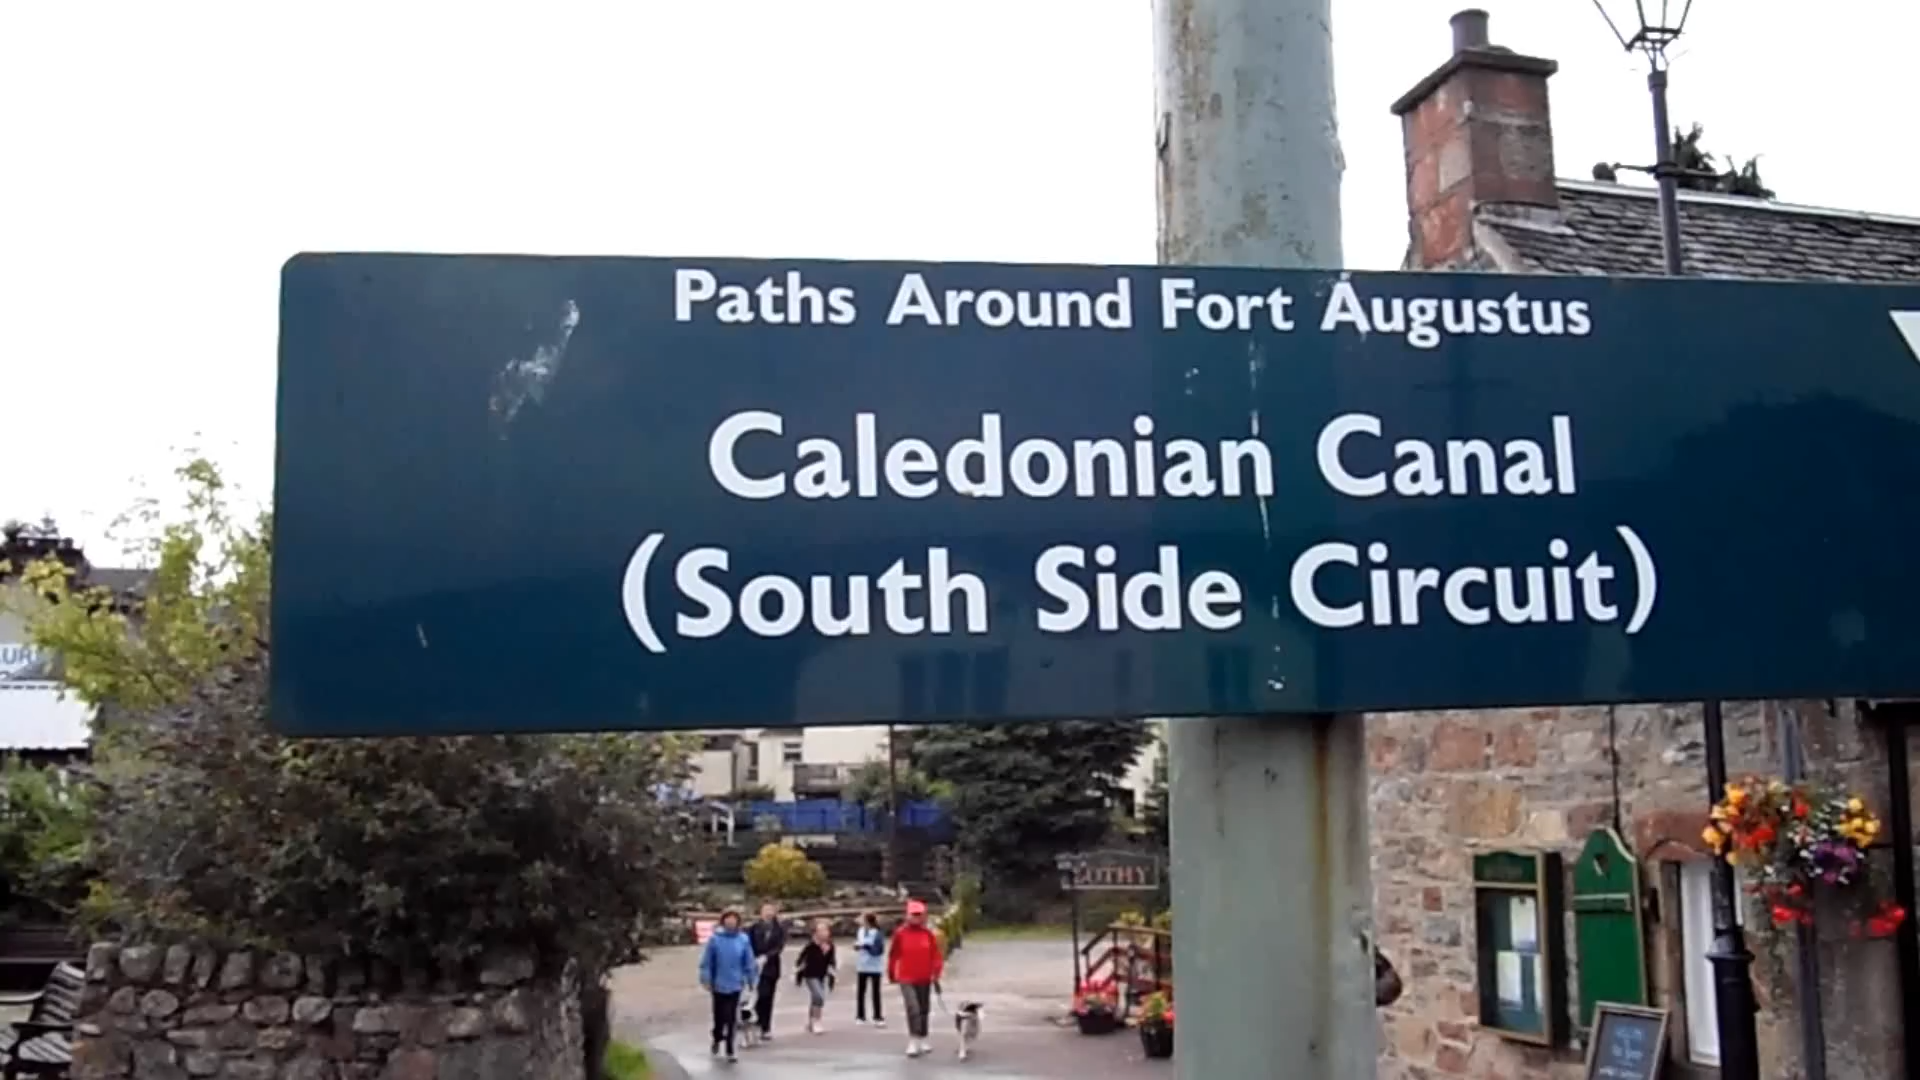 Paths Around Fort Augustus
Caledonian Canal
(South Side Circuit)